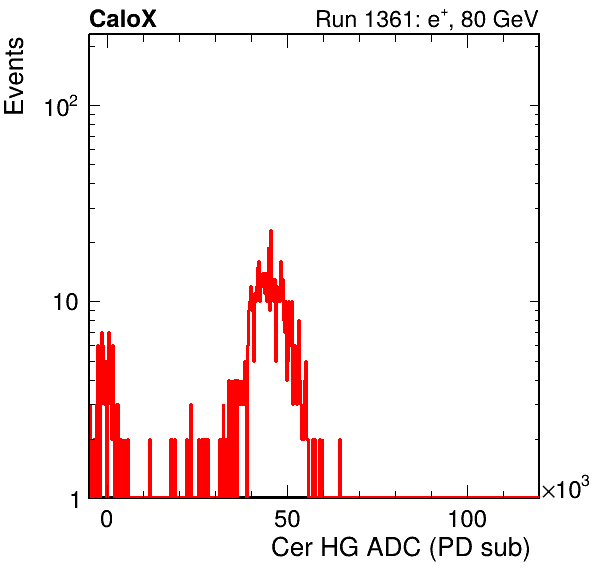 CaloX Run 1361: e⁺, 80 GeV
Events
10²
10
1
0 50 100 ×10³
Cer HG ADC (PD sub)